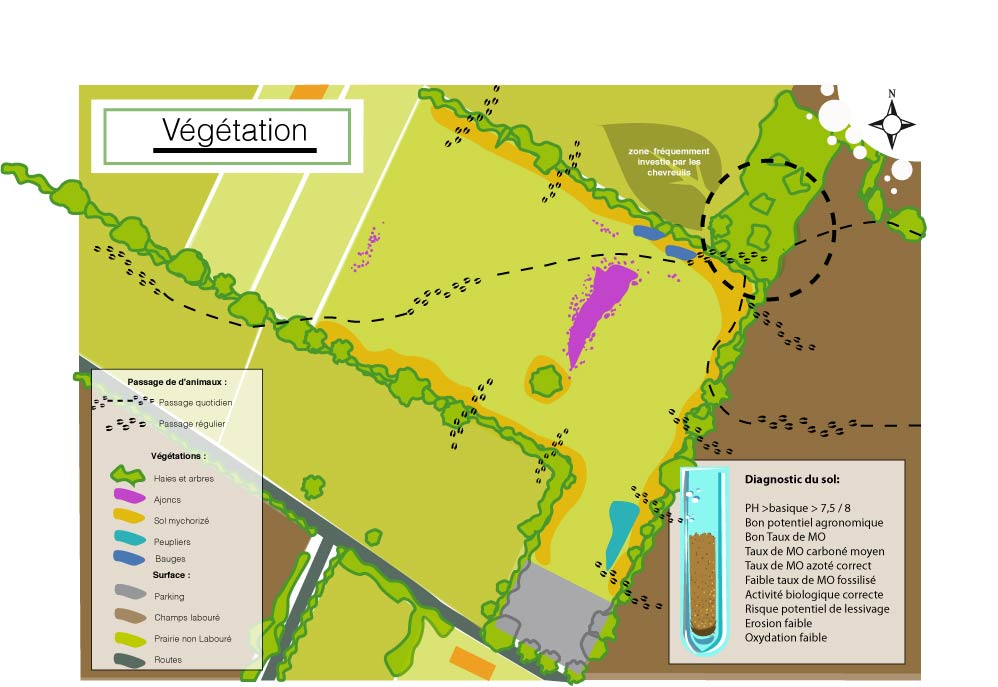 Végétation
N
zone fréquemment
investie par les
chevreuils
Passage de d'animaux :
Passage quotidien
Passage régulier
Végétations :
Haies et arbres
Ajoncs
Sol mychorizé
Peupliers
Bauges
Surface :
Parking
Champs labouré
Prairie non Labouré
Routes
Diagnostic du sol:
PH >basique > 7,5 / 8
Bon potentiel agronomique
Bon Taux de MO
Taux de MO carboné moyen
Taux de MO azoté correct
Faible taux de MO fossilisé
Activité biologique correcte
Risque potentiel de lessivage
Erosion faible
Oxydation faible